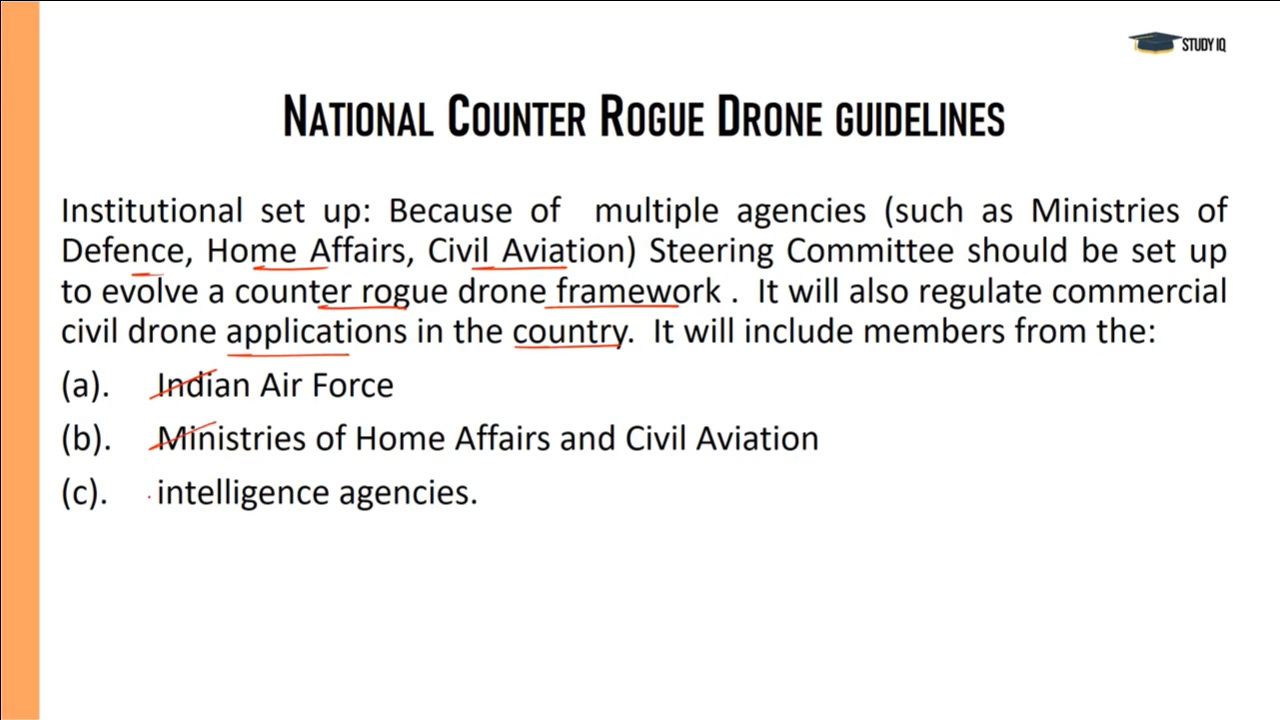 STUDY IQ
NATIONAL COUNTER ROGUE DRONE GUIDELINES
Institutional set up: Because of multiple agencies (such as Ministries of
Defence, Home Affairs, Civil Aviation) Steering Committee should be set up
to evolve a counter rogue drone framework . It will also regulate commercial
civil drone applications in the country. It will include members from the:
(a). Indian Air Force
(b). Ministries of Home Affairs and Civil Aviation
(c). intelligence agencies.